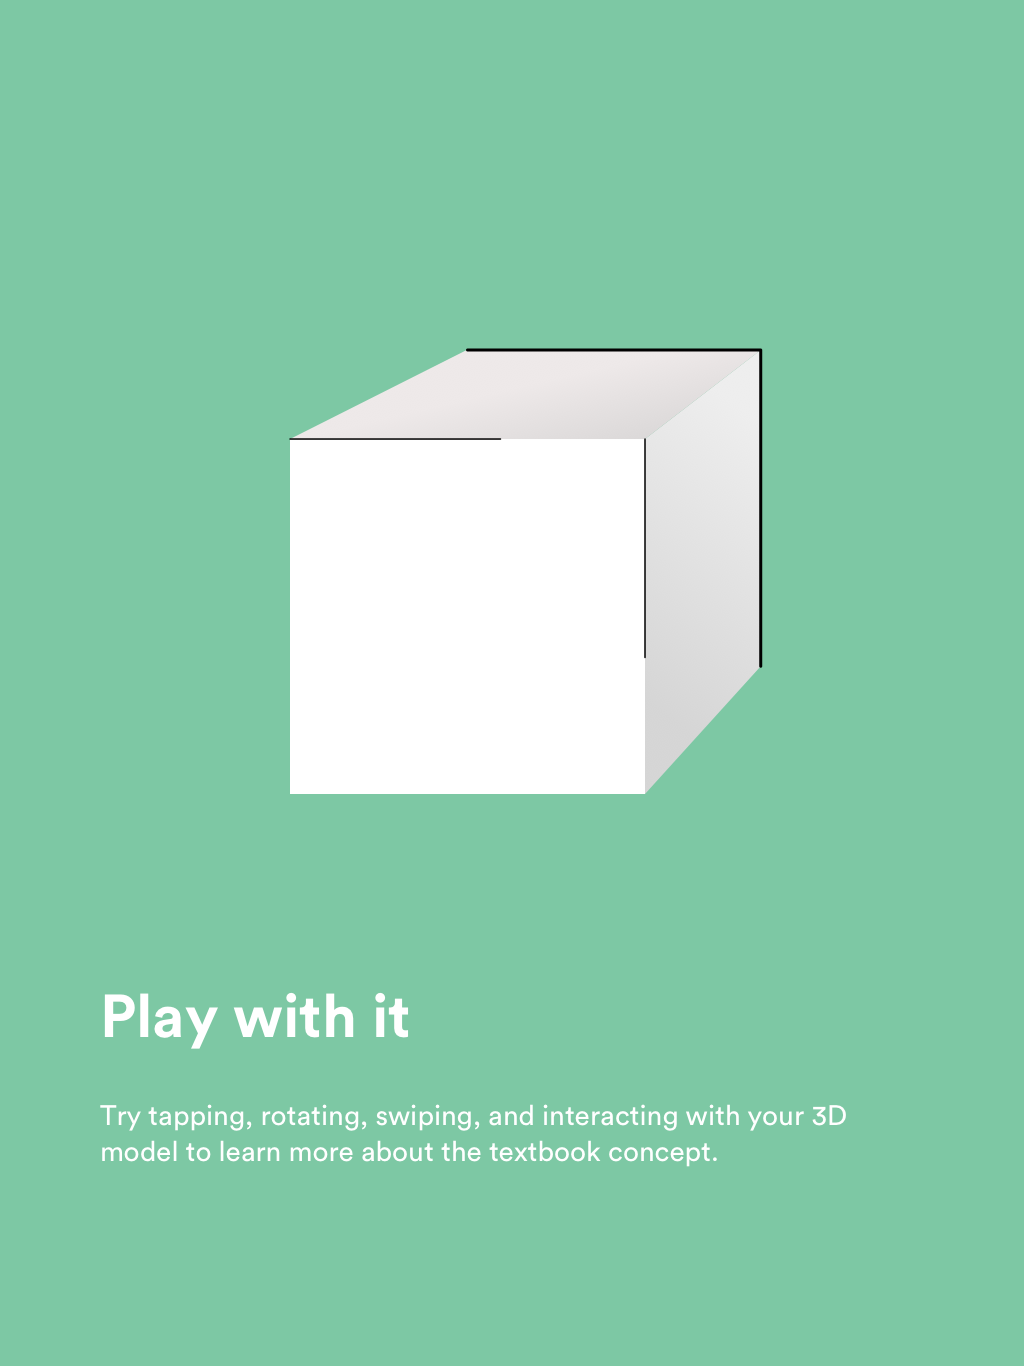 Play with it
Try tapping, rotating, swiping, and interacting with your 3D
model to learn more about the textbook concept.